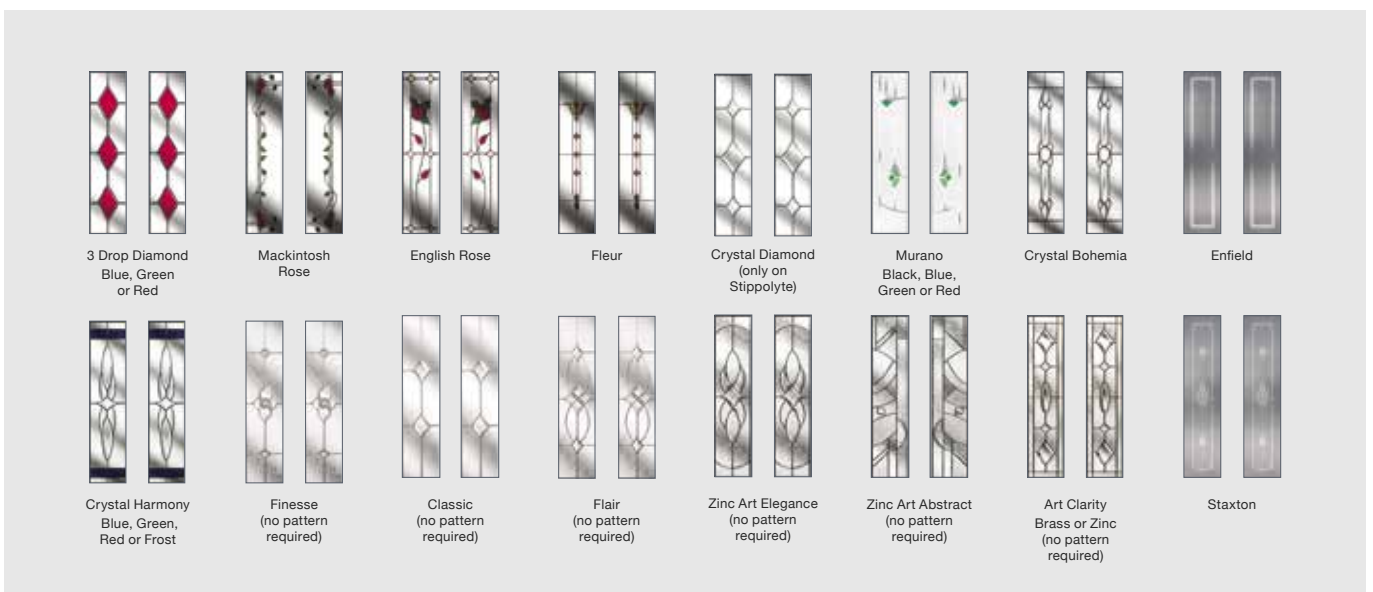 3 Drop Diamond
Blue, Green
or Red
Mackintosh
Rose
English Rose
Fleur
Crystal Diamond
(only on
Stippolyte)
Murano
Black, Blue,
Green or Red
Crystal Bohemia
Enfield
Crystal Harmony
Blue, Green,
Red or Frost
Finesse
(no pattern
required)
Classic
(no pattern
required)
Flair
(no pattern
required)
Zinc Art Elegance
(no pattern
required)
Zinc Art Abstract
(no pattern
required)
Art Clarity
Brass or Zinc
(no pattern
required)
Staxton